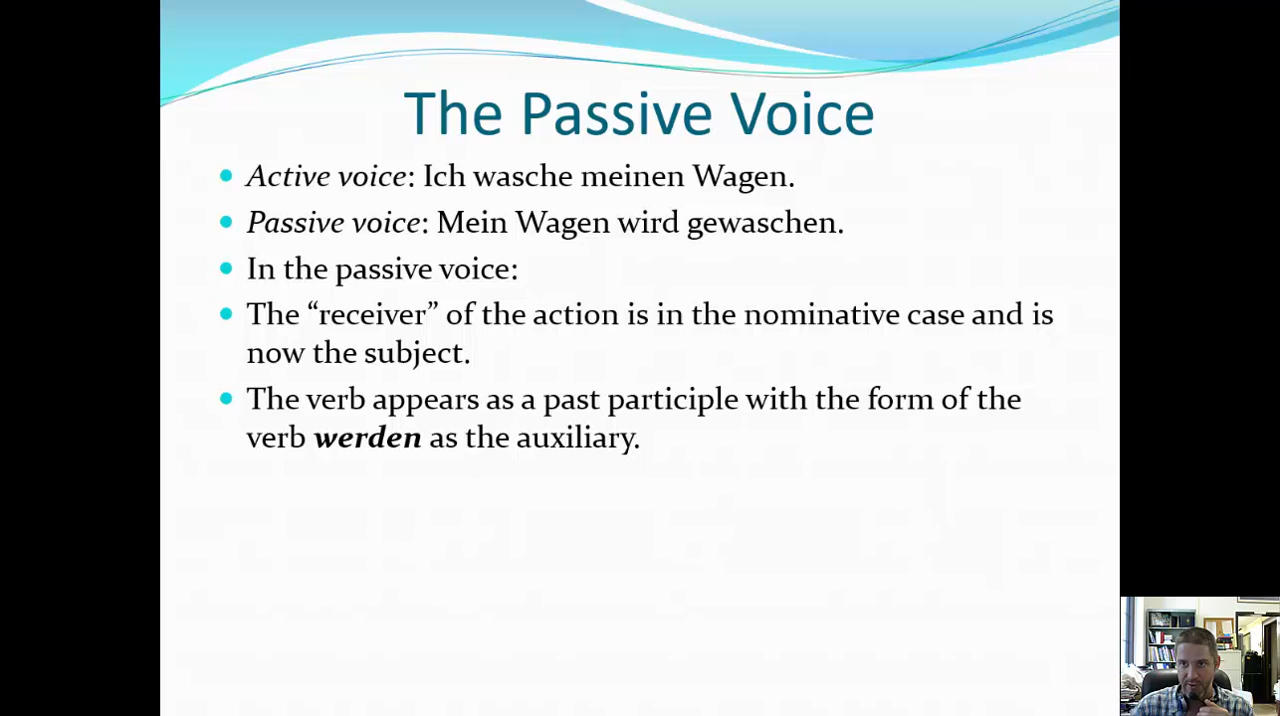 The Passive Voice
Active voice: Ich wasche meinen Wagen.
Passive voice: Mein Wagen wird gewaschen.
In the passive voice:
The “receiver” of the action is in the nominative case and is
now the subject.
The verb appears as a past participle with the form of the
verb werden as the auxiliary.